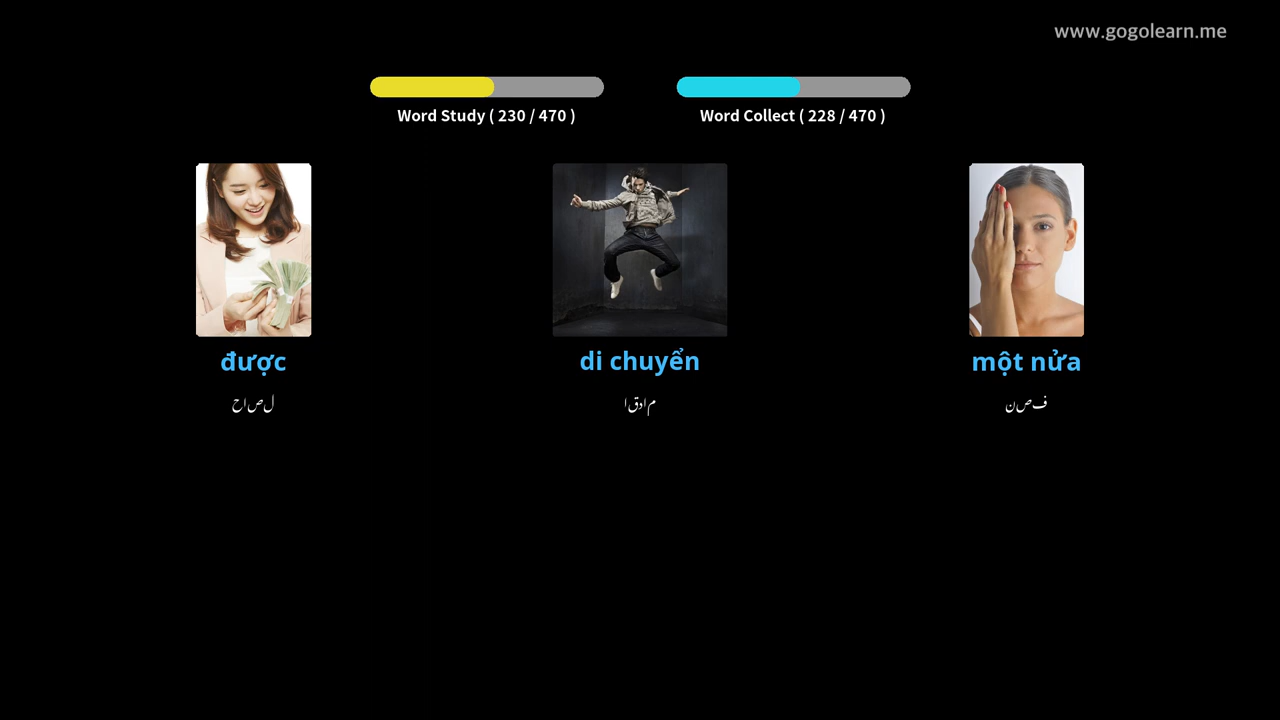 www.gogolearn.me
Word Study ( 230 / 470 )
Word Collect ( 228 / 470 )
được
di chuyển
một nửa
حاصل
اقدام
نصف